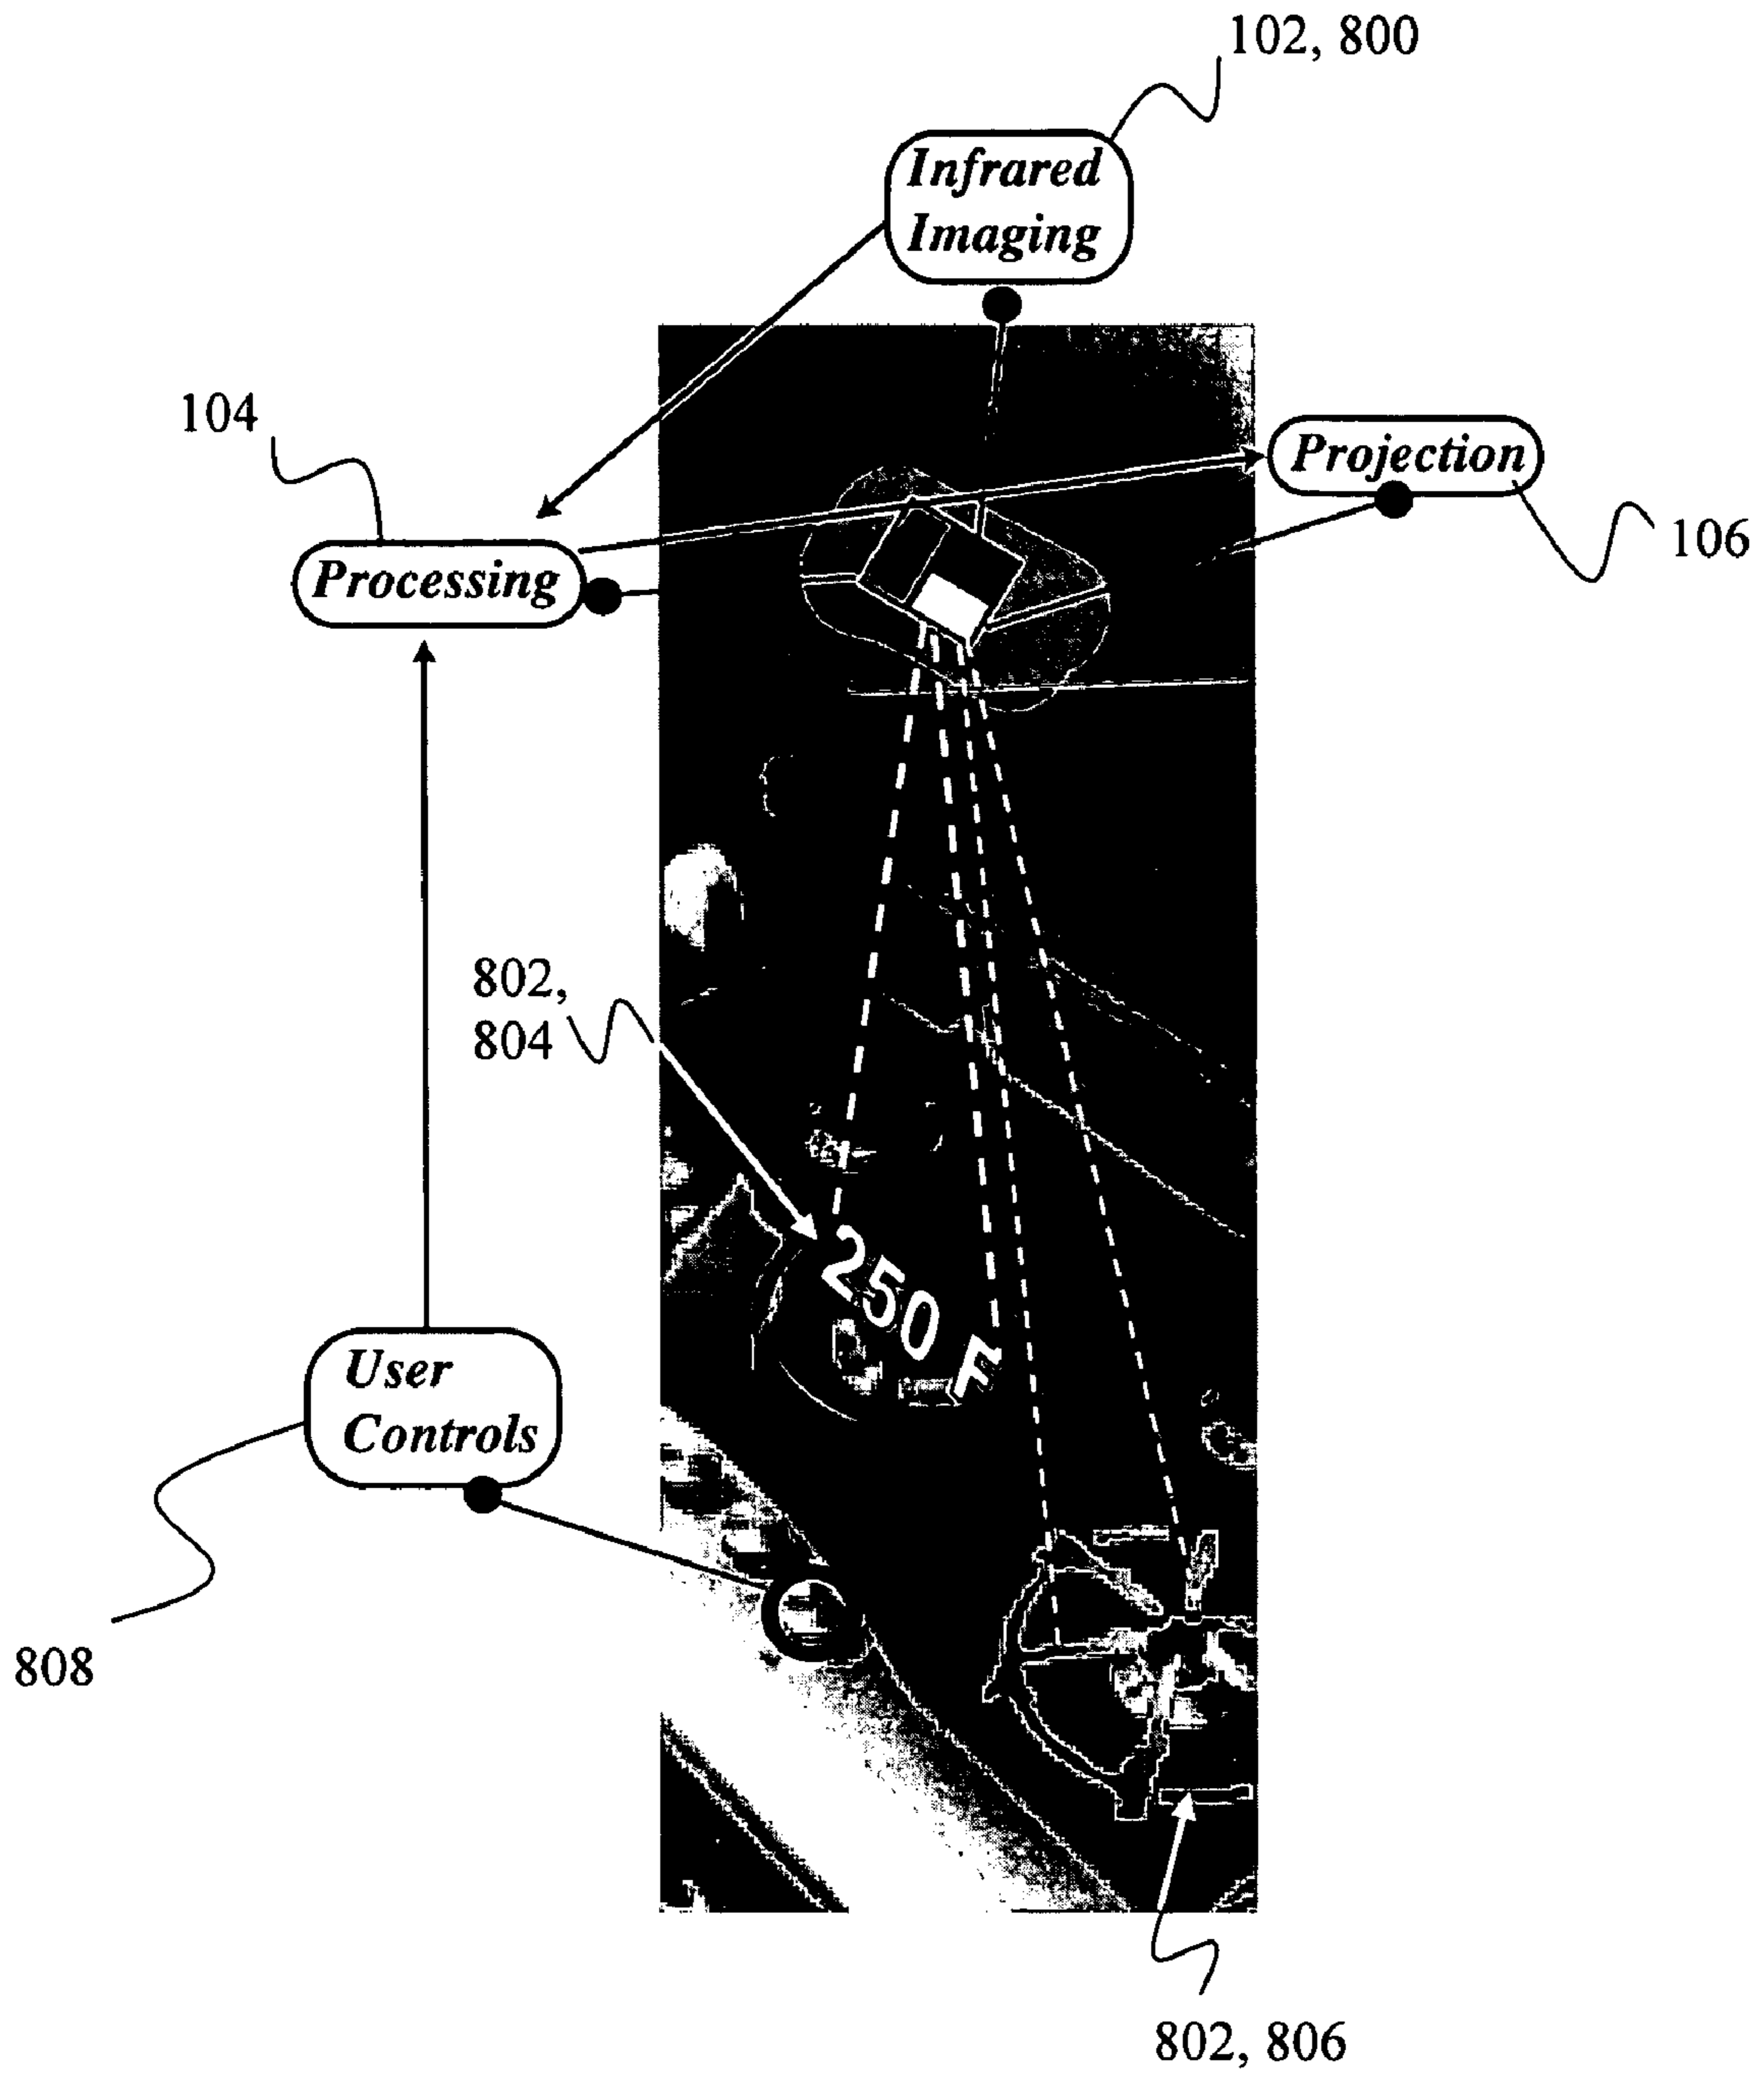 102, 800
Infrared
Imaging
104
Projection
106
Processing
802,
804
250 F
User
Controls
808
802, 806